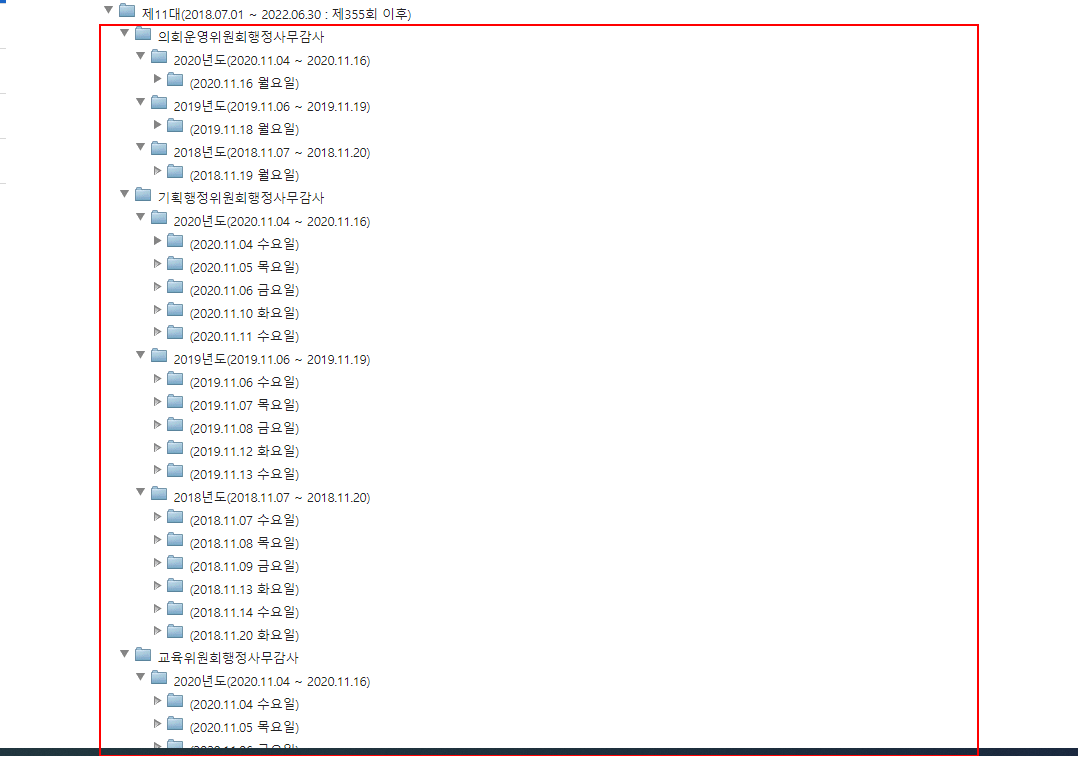 제11대(2018.07.01 ~ 2022.06.30 : 제355회 이후)
의회운영위원회행정사무감사
2020년도(2020.11.04 ~ 2020.11.16)
(2020.11.16 월요일)
2019년도(2019.11.06 ~ 2019.11.19)
(2019.11.18 월요일)
2018년도(2018.11.07 ~ 2018.11.20)
(2018.11.19 월요일)
기획행정위원회행정사무감사
2020년도(2020.11.04 ~ 2020.11.16)
(2020.11.04 수요일)
(2020.11.05 목요일)
(2020.11.06 금요일)
(2020.11.10 화요일)
(2020.11.11 수요일)
2019년도(2019.11.06 ~ 2019.11.19)
(2019.11.06 수요일)
(2019.11.07 목요일)
(2019.11.08 금요일)
(2019.11.12 화요일)
(2019.11.13 수요일)
2018년도(2018.11.07 ~ 2018.11.20)
(2018.11.07 수요일)
(2018.11.08 목요일)
(2018.11.09 금요일)
(2018.11.13 화요일)
(2018.11.14 수요일)
(2018.11.20 화요일)
교육위원회행정사무감사
2020년도(2020.11.04 ~ 2020.11.16)
(2020.11.04 수요일)
(2020.11.05 목요일)
(2020.11.06 금요일)